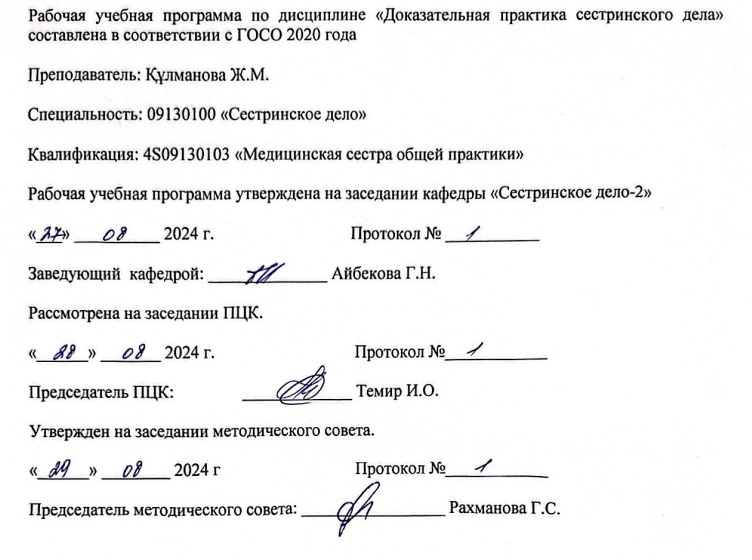 Рабочая учебная программа по дисциплине «Доказательная практика сестринского дела»
составлена в соответствии с ГОСО 2020 года
Преподаватель: Құлманова Ж.М.
Специальность: 09130100 «Сестринское дело»
Квалификация: 4S09130103 «Медицинская сестра общей практики»
Рабочая учебная программа утверждена на заседании кафедры «Сестринское дело-2»
«27» 08 2024 г. Протокол № 1
Заведующий кафедрой: Айбекова Г.Н.
Рассмотрена на заседании ПЦК.
«28» 08 2024 г. Протокол № 1
Председатель ПЦК: Темир И.О.
Утвержден на заседании методического совета.
«29» 08 2024 г Протокол № 1
Председатель методического совета: Рахманова Г.С.